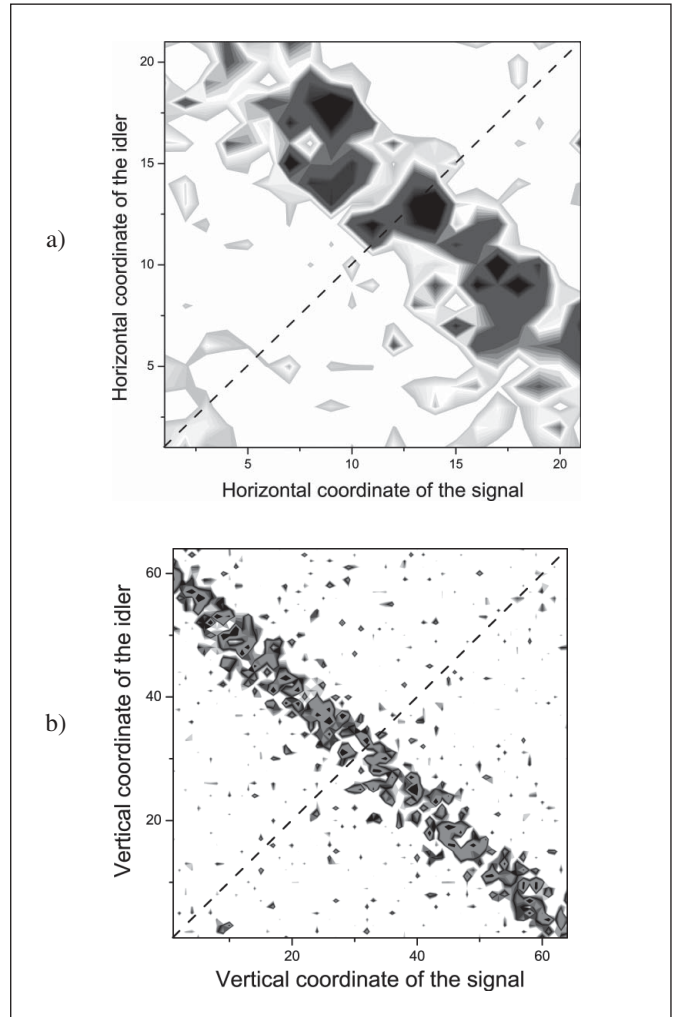 a)
Horizontal coordinate of the idler
20
15
10
5
5 10 15 20
Horizontal coordinate of the signal
b)
Vertical coordinate of the idler
60
40
20
20 40 60
Vertical coordinate of the signal